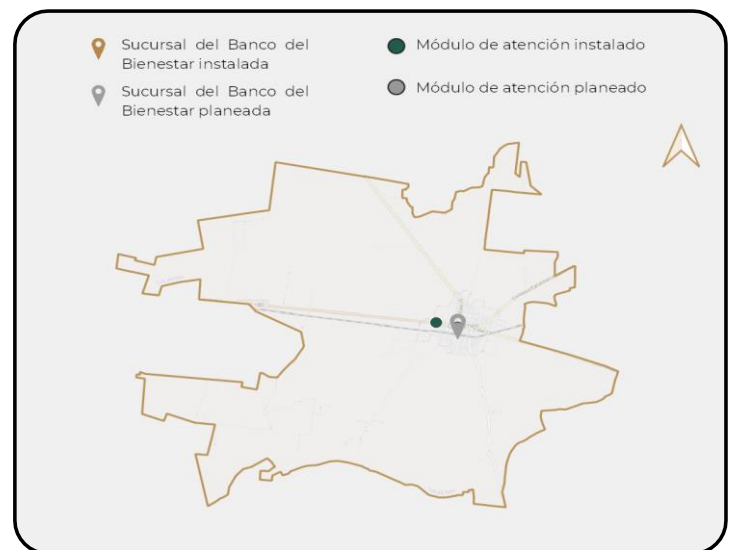 Sucursal del Banco del
Bienestar instalada
Sucursal del Banco del
Bienestar planeada
Módulo de atención instalado
Módulo de atención planeado